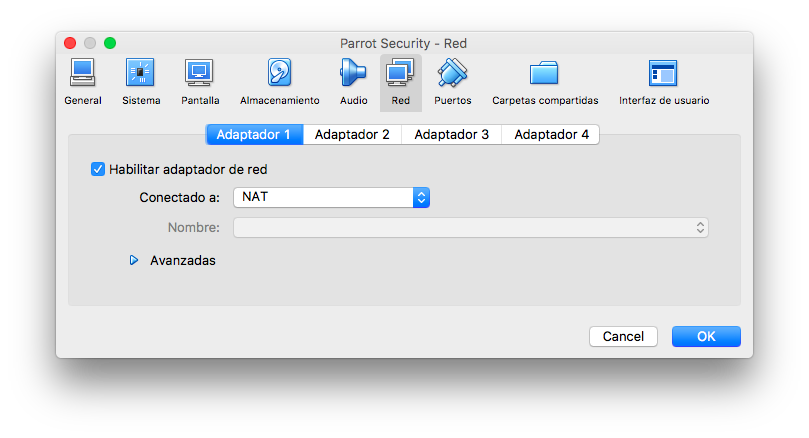 Parrot Security - Red
General Sistema Pantalla Almacenamiento Audio Red Puertos Carpetas compartidas Interfaz de usuario
Adaptador 1 Adaptador 2 Adaptador 3 Adaptador 4
Habilitar adaptador de red
Conectado a: NAT
Nombre:
Avanzadas
Cancel OK